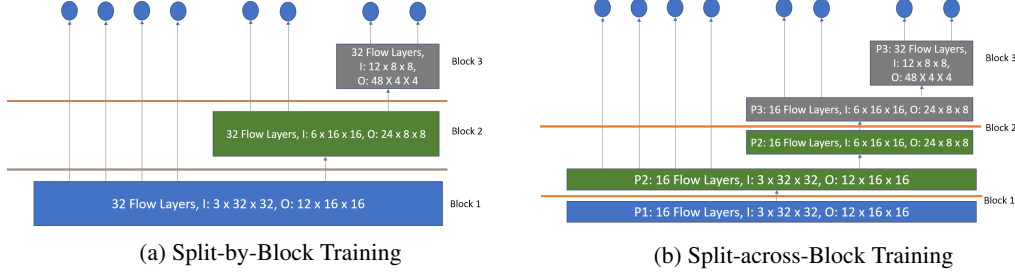 32 Flow Layers,
I: 12 x 8 x 8,
O: 48 X 4 X 4
Block 3
32 Flow Layers, I: 6 x 16 x 16, O: 24 x 8 x 8
Block 2
32 Flow Layers, I: 3 x 32 x 32, O: 12 x 16 x 16
Block 1
(a) Split-by-Block Training
P3: 32 Flow Layers,
I: 12 x 8 x 8,
O: 48 X 4 X 4
Block 3
P3: 16 Flow Layers, I: 6 x 16 x 16, O: 24 x 8 x 8
Block 2
P2: 16 Flow Layers, I: 6 x 16 x 16, O: 24 x 8 x 8
P2: 16 Flow Layers, I: 3 x 32 x 32, O: 12 x 16 x 16
Block 1
P1: 16 Flow Layers, I: 3 x 32 x 32, O: 12 x 16 x 16
(b) Split-across-Block Training